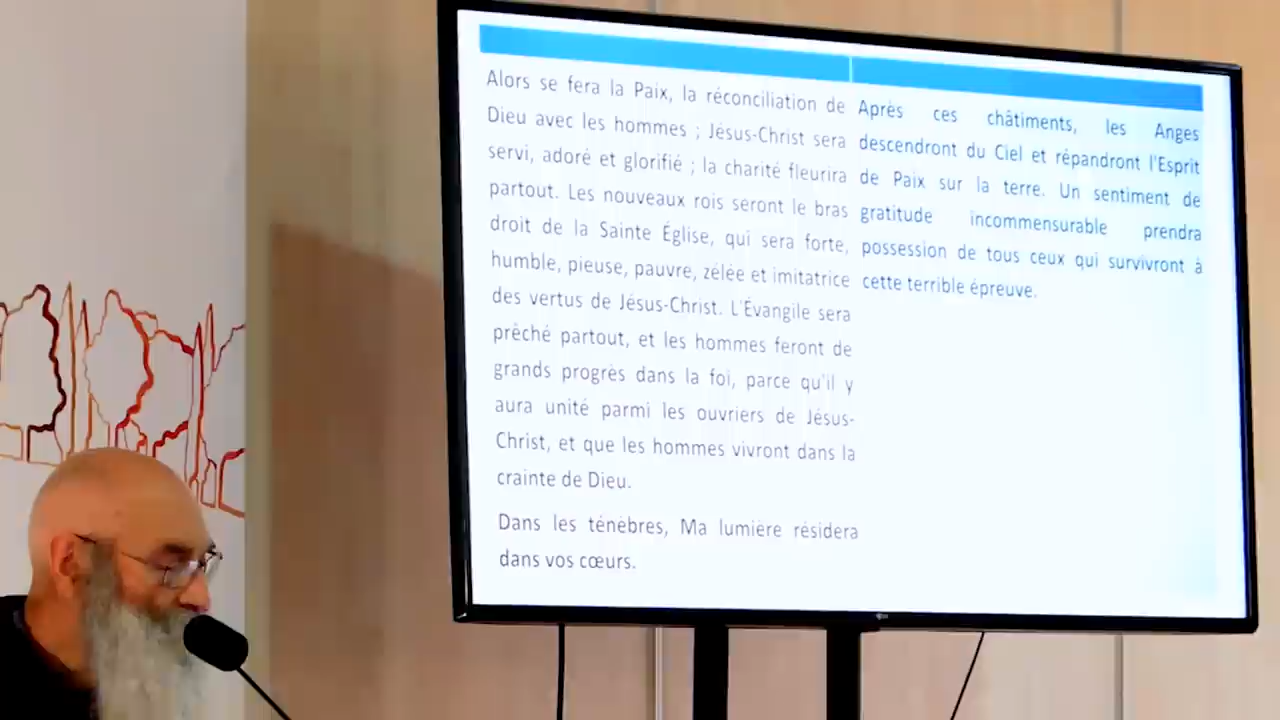 Alors se fera la Paix, la réconciliation de
Dieu avec les hommes ; Jésus-Christ sera
servi, adoré et glorifié ; la charité fleurira
partout. Les nouveaux rois seront le bras
droit de la Sainte Église, qui sera forte,
humble, pieuse, pauvre, zélée et imitatrice
des vertus de Jésus-Christ. L'Évangile sera
prêché partout, et les hommes feront de
grands progrès dans la foi, parce qu'il y
aura unité parmi les ouvriers de Jésus-
Christ, et que les hommes vivront dans la
crainte de Dieu.
Dans les ténèbres, Ma lumière résidera
dans vos cœurs.
Après ces châtiments, les Anges
descendront du Ciel et répandront l'Esprit
de Paix sur la terre. Un sentiment de
gratitude incommensurable prendra
possession de tous ceux qui survivront à
cette terrible épreuve.